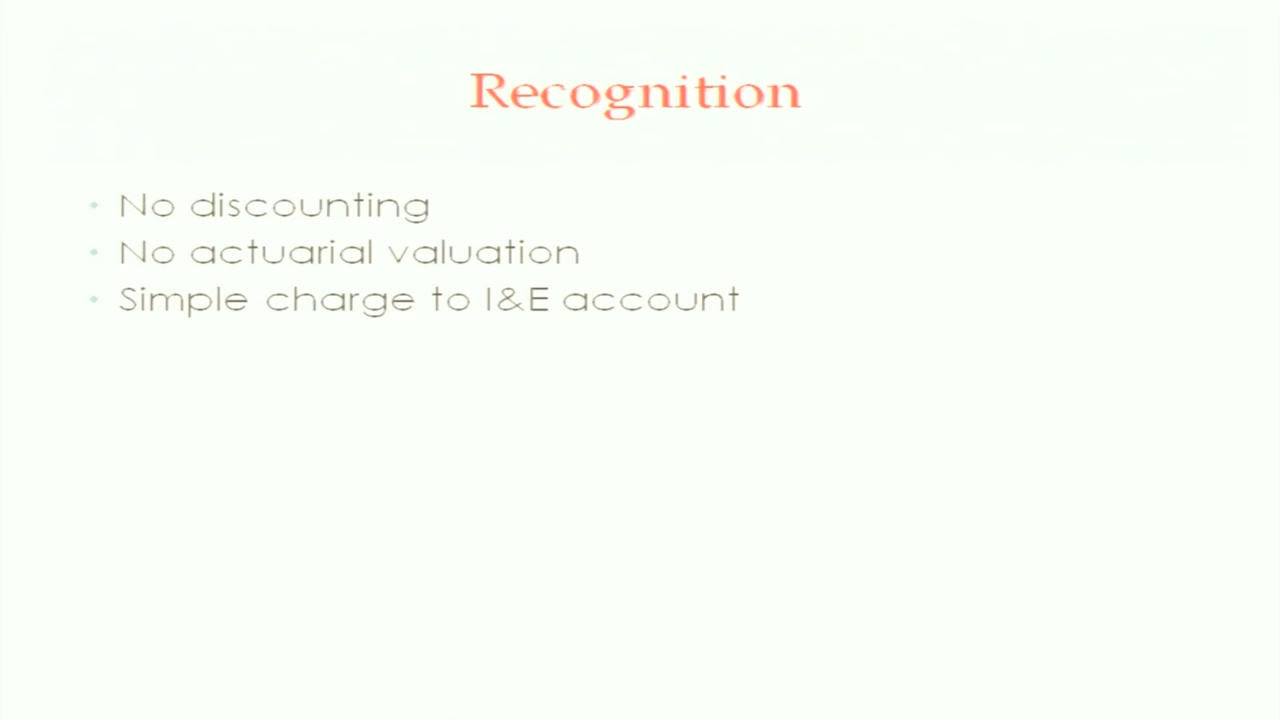 Recognition
• No discounting
• No actuarial valuation
• Simple charge to I&E account